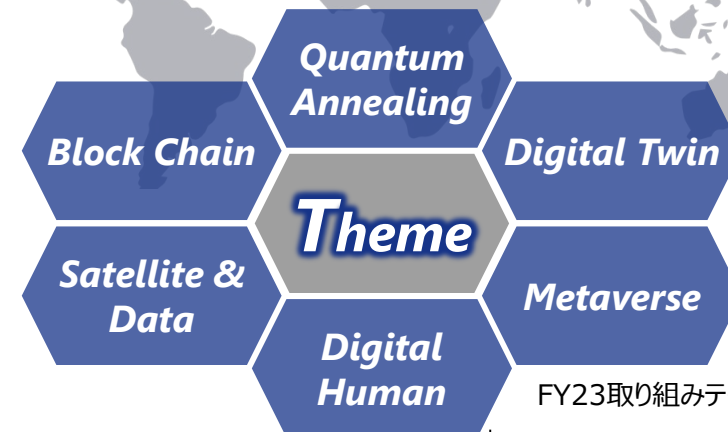 Quantum
Annealing
Block Chain
Digital Twin
Theme
Satellite &
Data
Metaverse
Digital
Human
FY23取り組みテ